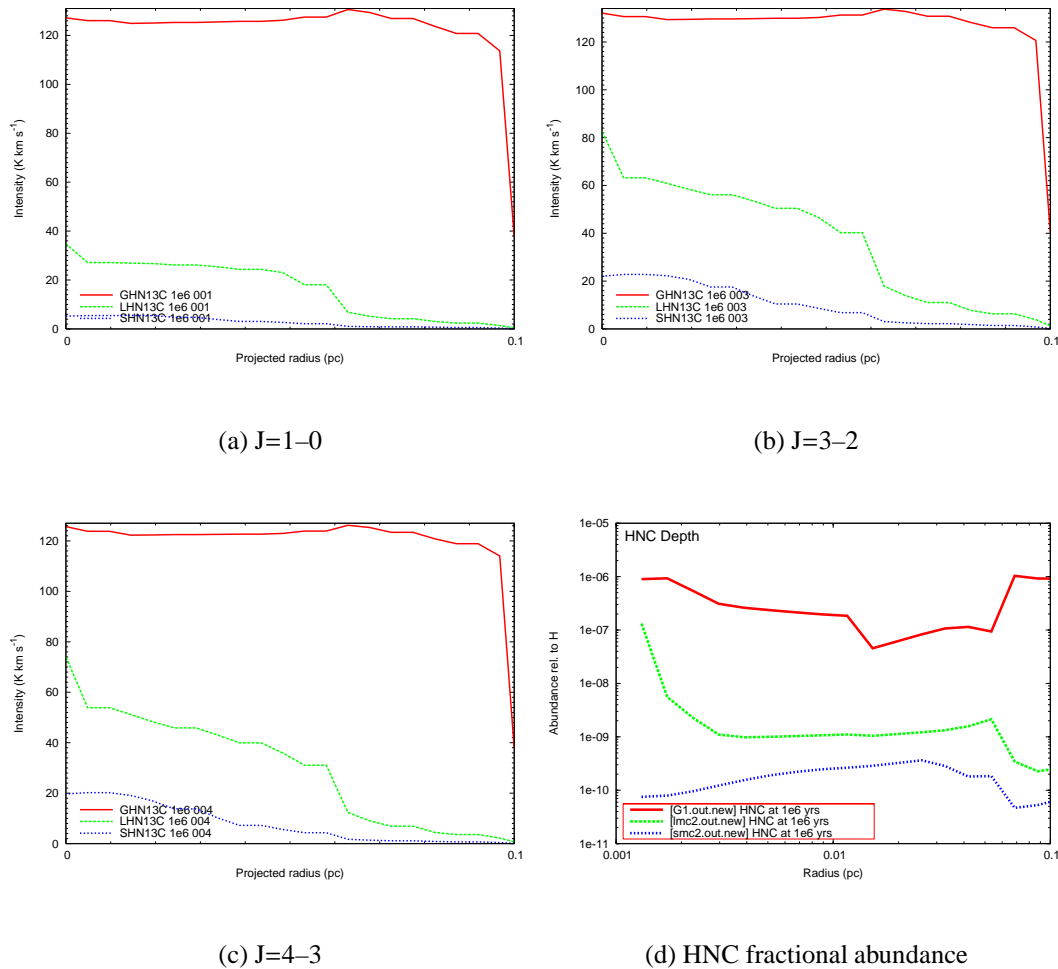 120
100
80
60
40
20
0
Intensity (K km s⁻¹)
GHN13C 1e6 001
LHN13C 1e6 001
SHN13C 1e6 001
0
0.1
Projected radius (pc)
(a) J=1–0
120
100
80
60
40
20
0
Intensity (K km s⁻¹)
GHN13C 1e6 003
LHN13C 1e6 003
SHN13C 1e6 003
0
0.1
Projected radius (pc)
(b) J=3–2
120
100
80
60
40
20
0
Intensity (K km s⁻¹)
GHN13C 1e6 004
LHN13C 1e6 004
SHN13C 1e6 004
0
0.1
Projected radius (pc)
(c) J=4–3
HNC Depth
1e-05
1e-06
1e-07
1e-08
1e-09
1e-10
1e-11
Abundance rel. to H
[G1.out.new] HNC at 1e6 yrs
[lmc2.out.new] HNC at 1e6 yrs
[smc2.out.new] HNC at 1e6 yrs
0.001
0.01
0.1
Radius (pc)
(d) HNC fractional abundance